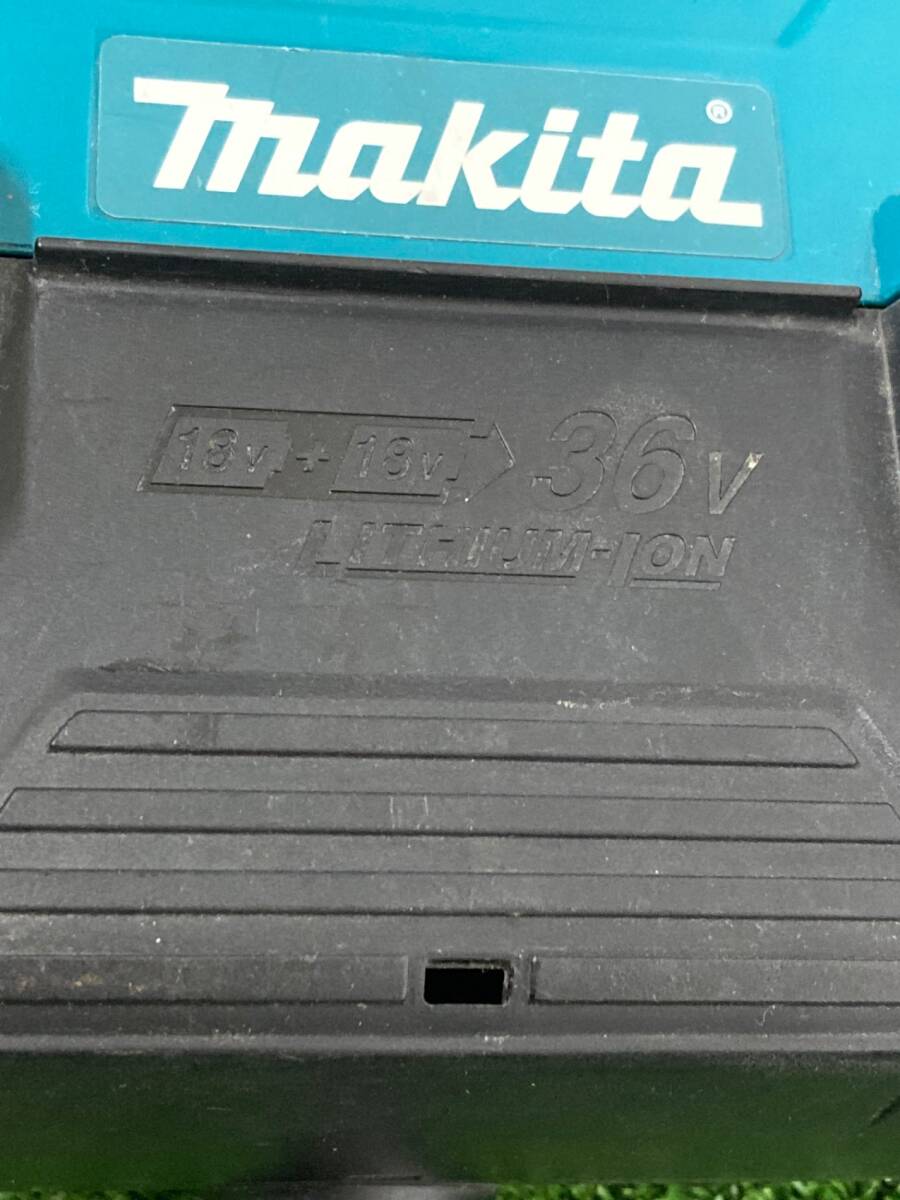 makita®
18V + 18V 36V
LITHIUM-ION